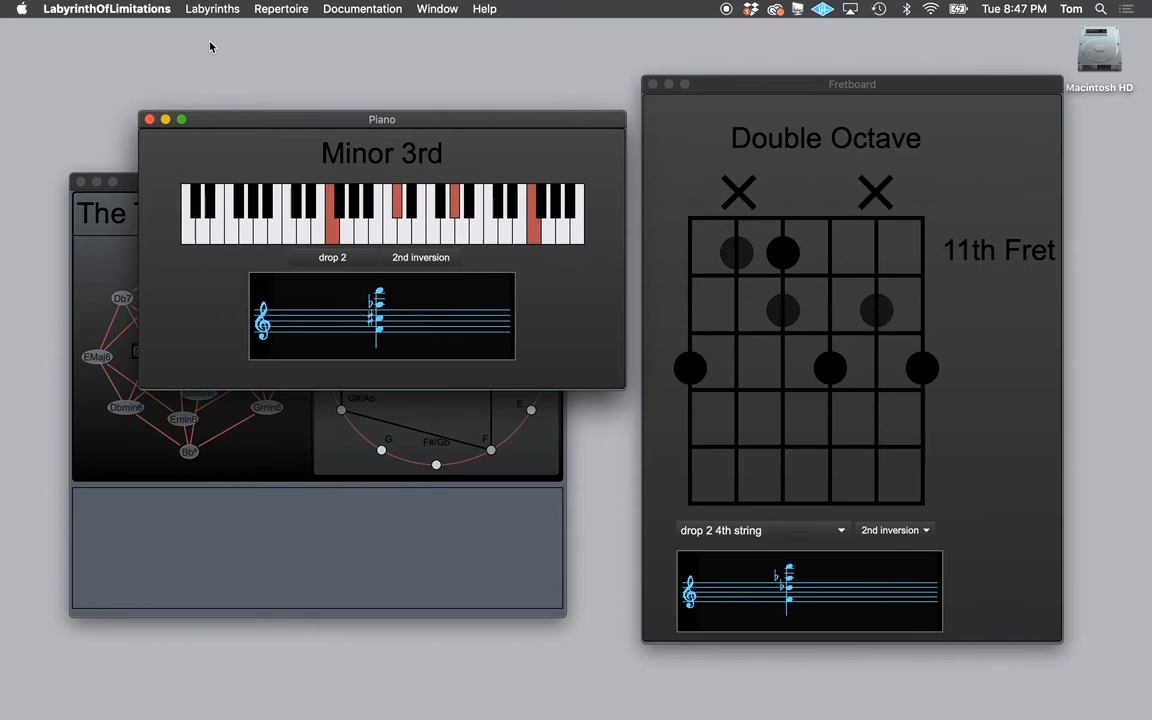 LabyrinthOfLimitations Labyrinths Repertoire Documentation Window Help Tue 8:47 PM Tom
Macintosh HD
Piano
Minor 3rd
drop 2 2nd inversion
Fretboard
Double Octave
11th Fret
drop 2 4th string 2nd inversion
The
Db7
EMaj6
Dbmin6
Emin6
Gmin6
G#/Ab
G
F#/Gb
F
E